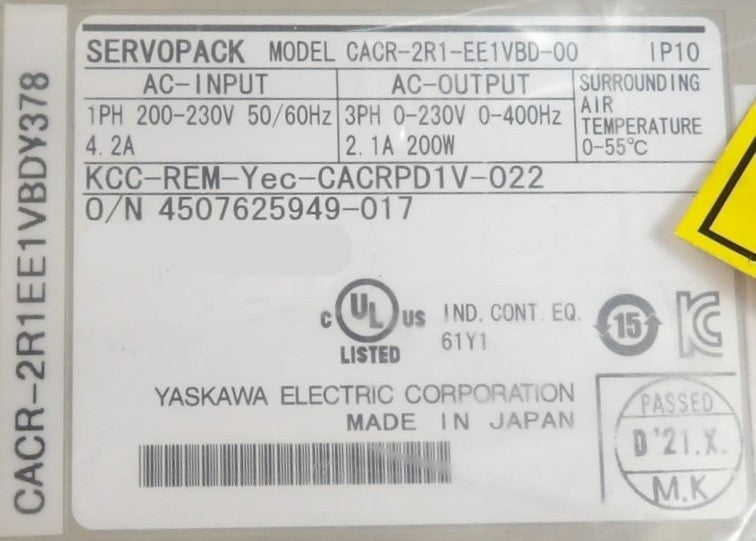 CACR-2R1EE1VBDY378
SERVOPACK MODEL CACR-2R1-EE1VBD-00 IP10
AC-INPUT
1PH 200-230V 50/60Hz
4.2A
AC-OUTPUT
3PH 0-230V 0-400Hz
2.1A 200W
SURROUNDING
AIR
TEMPERATURE
0-55℃
KCC-REM-Yec-CACRPD1V-022
O/N 4507625949-017
C UL US
LISTED
IND. CONT. EQ.
61Y1
15
YASKAWA ELECTRIC CORPORATION
MADE IN JAPAN
PASSED
D'21.X.
M.K